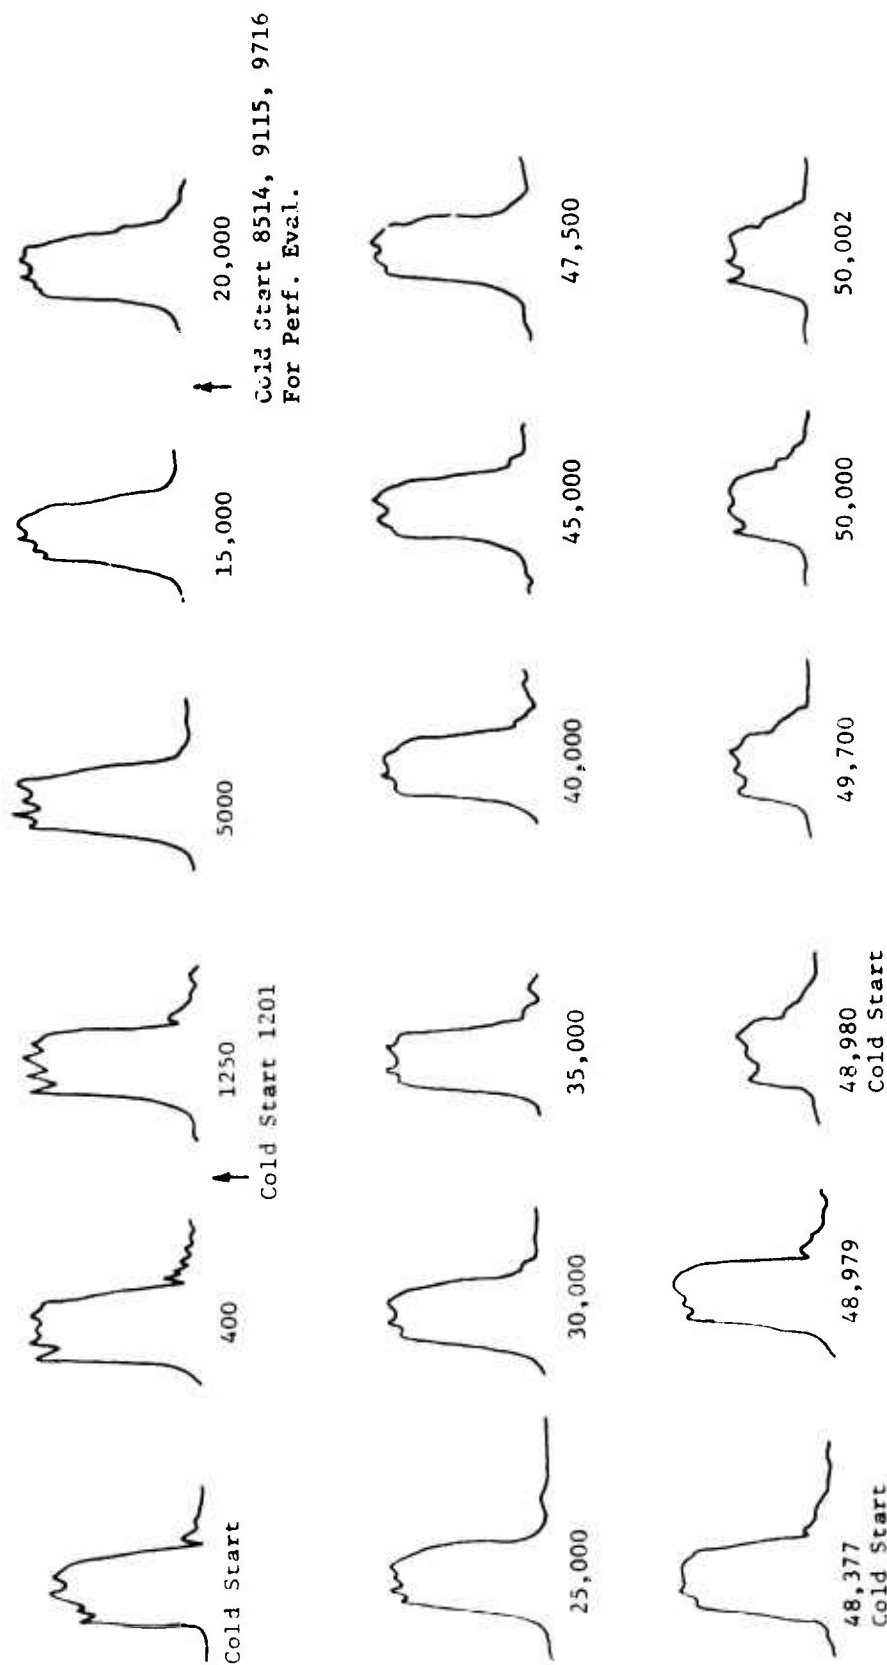 Cold Start
400
1250
Cold Start 1201
5000
15,000
20,000
Cold Start 8514, 9115, 9716
For Perf. Eval.
25,000
30,000
35,000
40,000
45,000
47,500
48,377
Cold Start
48,979
48,980
Cold Start
49,700
50,000
50,002